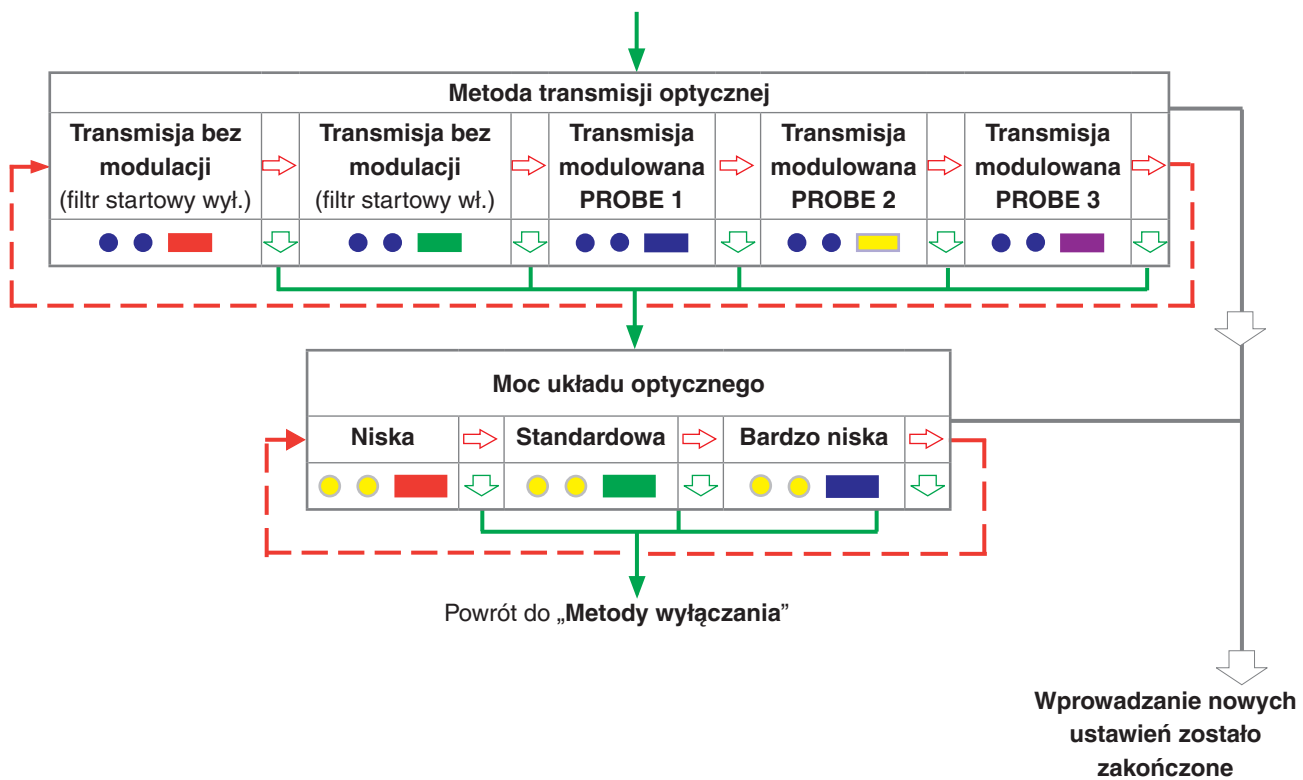 Metoda transmisji optycznej
Transmisja bez
modulacji
(filtr startowy wył.)
Transmisja bez
modulacji
(filtr startowy wł.)
Transmisja
modulowana
PROBE 1
Transmisja
modulowana
PROBE 2
Transmisja
modulowana
PROBE 3
Moc układu optycznego
Niska
Standardowa
Bardzo niska
Powrót do „Metody wyłączania”
Wprowadzanie nowych
ustawień zostało
zakończone